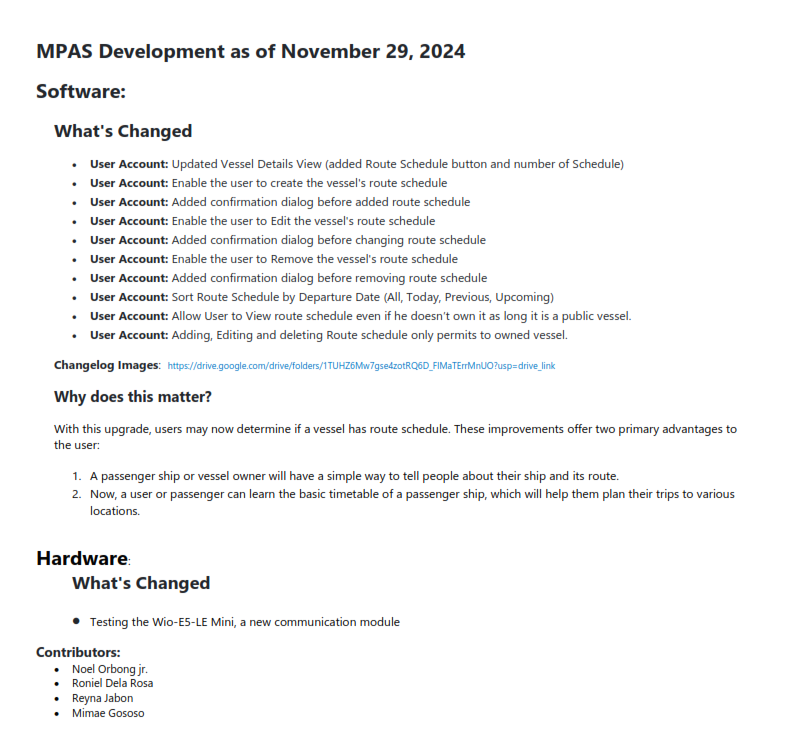 MPAS Development as of November 29, 2024
Software:
What's Changed
• User Account: Updated Vessel Details View (added Route Schedule button and number of Schedule)
• User Account: Enable the user to create the vessel's route schedule
• User Account: Added confirmation dialog before added route schedule
• User Account: Enable the user to Edit the vessel's route schedule
• User Account: Added confirmation dialog before changing route schedule
• User Account: Enable the user to Remove the vessel's route schedule
• User Account: Added confirmation dialog before removing route schedule
• User Account: Sort Route Schedule by Departure Date (All, Today, Previous, Upcoming)
• User Account: Allow User to View route schedule even if he doesn't own it as long it is a public vessel.
• User Account: Adding, Editing and deleting Route schedule only permits to owned vessel.
Changelog Images: https://drive.google.com/drive/folders/1TUHZ6Mw7gse4zotRQ6D_FlMaTErrMnUO?usp=drive_link
Why does this matter?
With this upgrade, users may now determine if a vessel has route schedule. These improvements offer two primary advantages to
the user:
1. A passenger ship or vessel owner will have a simple way to tell people about their ship and its route.
2. Now, a user or passenger can learn the basic timetable of a passenger ship, which will help them plan their trips to various
locations.
Hardware:
What's Changed
• Testing the Wio-E5-LE Mini, a new communication module
Contributors:
• Noel Orbong jr.
• Roniel Dela Rosa
• Reyna Jabon
• Mimae Gososo